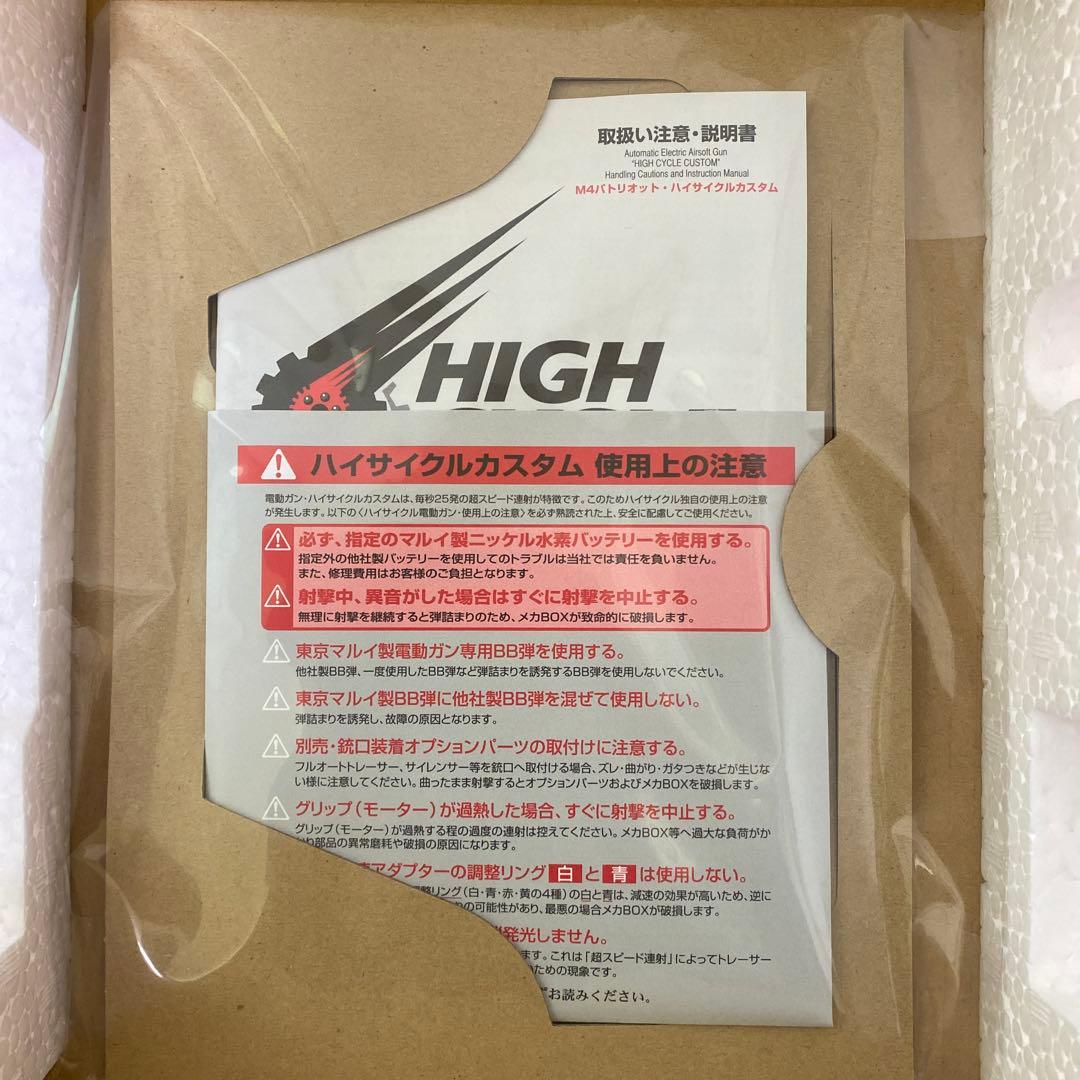 取扱い注意・説明書
Automatic Electric Airsoft Gun
"HIGH CYCLE CUSTOM"
Handling Cautions and Instruction Manual
M4パトリオット・ハイサイクルカスタム
HIGH
ハイサイクルカスタム 使用上の注意
電動ガン・ハイサイクルカスタムは、毎秒25発の超スピード連射が特徴です。このためハイサイクル独自の使用上の注意
が発生します。以下の〈ハイサイクル電動ガン・使用上の注意〉を必ず熟読された上、安全に配慮してご使用ください。
必ず、指定のマルイ製ニッケル水素バッテリーを使用する。
指定外の他社製バッテリーを使用してのトラブルは当社では責任を負いません。
また、修理費用はお客様のご負担となります。
射撃中、異音がした場合はすぐに射撃を中止する。
無理に射撃を継続すると弾詰まりのため、メカBOXが致命的に破損します。
東京マルイ製電動ガン専用BB弾を使用する。
他社製BB弾、一度使用したBB弾など弾詰まりを誘発するBB弾を使用しないでください。
東京マルイ製BB弾に他社製BB弾を混ぜて使用しない。
弾詰まりを誘発し、故障の原因となります。
別売・銃口装着オプションパーツの取付けに注意する。
フルオートトレーサー、サイレンサー等を銃口へ取付ける場合、ズレ・曲がり・ガタつきなどが生じな
い様に注意してください。曲ったまま射撃するとオプションパーツおよびメカBOXを破損します。
グリップ（モーター）が過熱した場合、すぐに射撃を中止する。
グリップ（モーター）が過熱する程の過度の連射は控えてください。メカBOX等へ過大な負荷がか
かり部品の異常磨耗や破損の原因になります。
アダプターの調整リング 白 と 青 は使用しない。
調整リング（白・青・赤・黄の4種）の白と青は、減速の効果が高いため、逆に
の可能性があり、最悪の場合メカBOXが破損します。
発光しません。
ます。これは「超スピード連射」によってトレーサー
ための現象です。
お読みください。